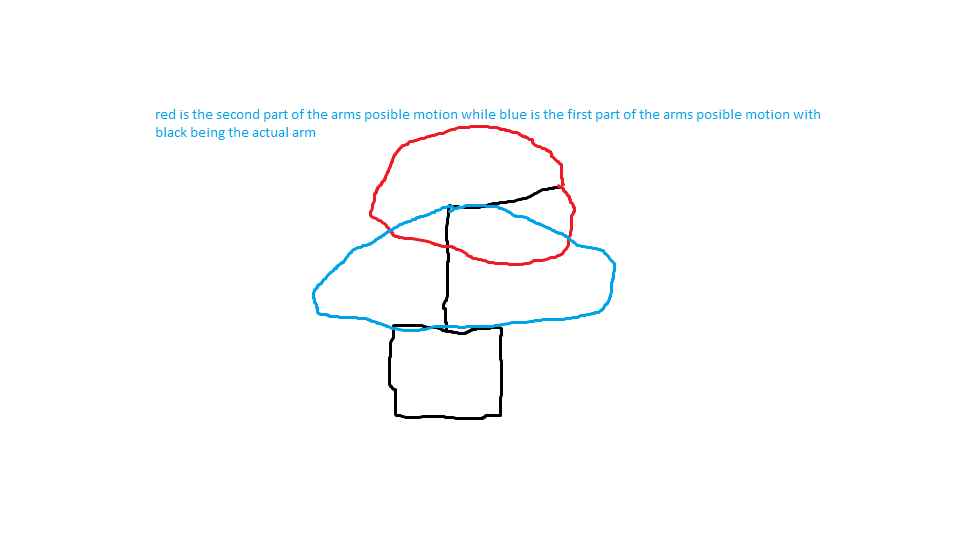 red is the second part of the arms posible motion while blue is the first part of the arms posible motion with
black being the actual arm